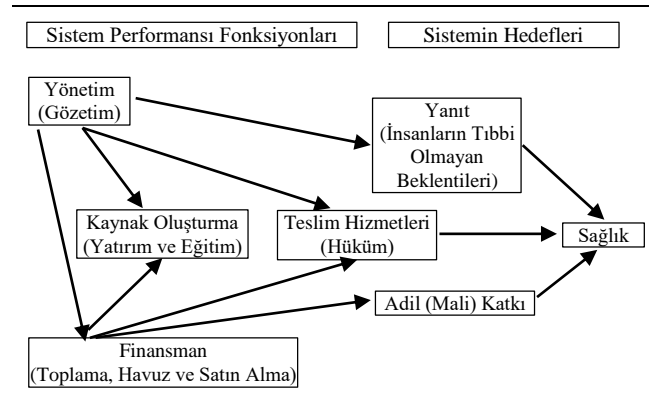 Sistem Performansı Fonksiyonları
Sistemin Hedefleri
Yönetim
(Gözetim)
Yanıt
(İnsanların Tıbbi
Olmayan
Beklentileri)
Kaynak Oluşturma
(Yatırım ve Eğitim)
Teslim Hizmetleri
(Hüküm)
Sağlık
Adil (Mali) Katkı
Finansman
(Toplama, Havuz ve Satın Alma)